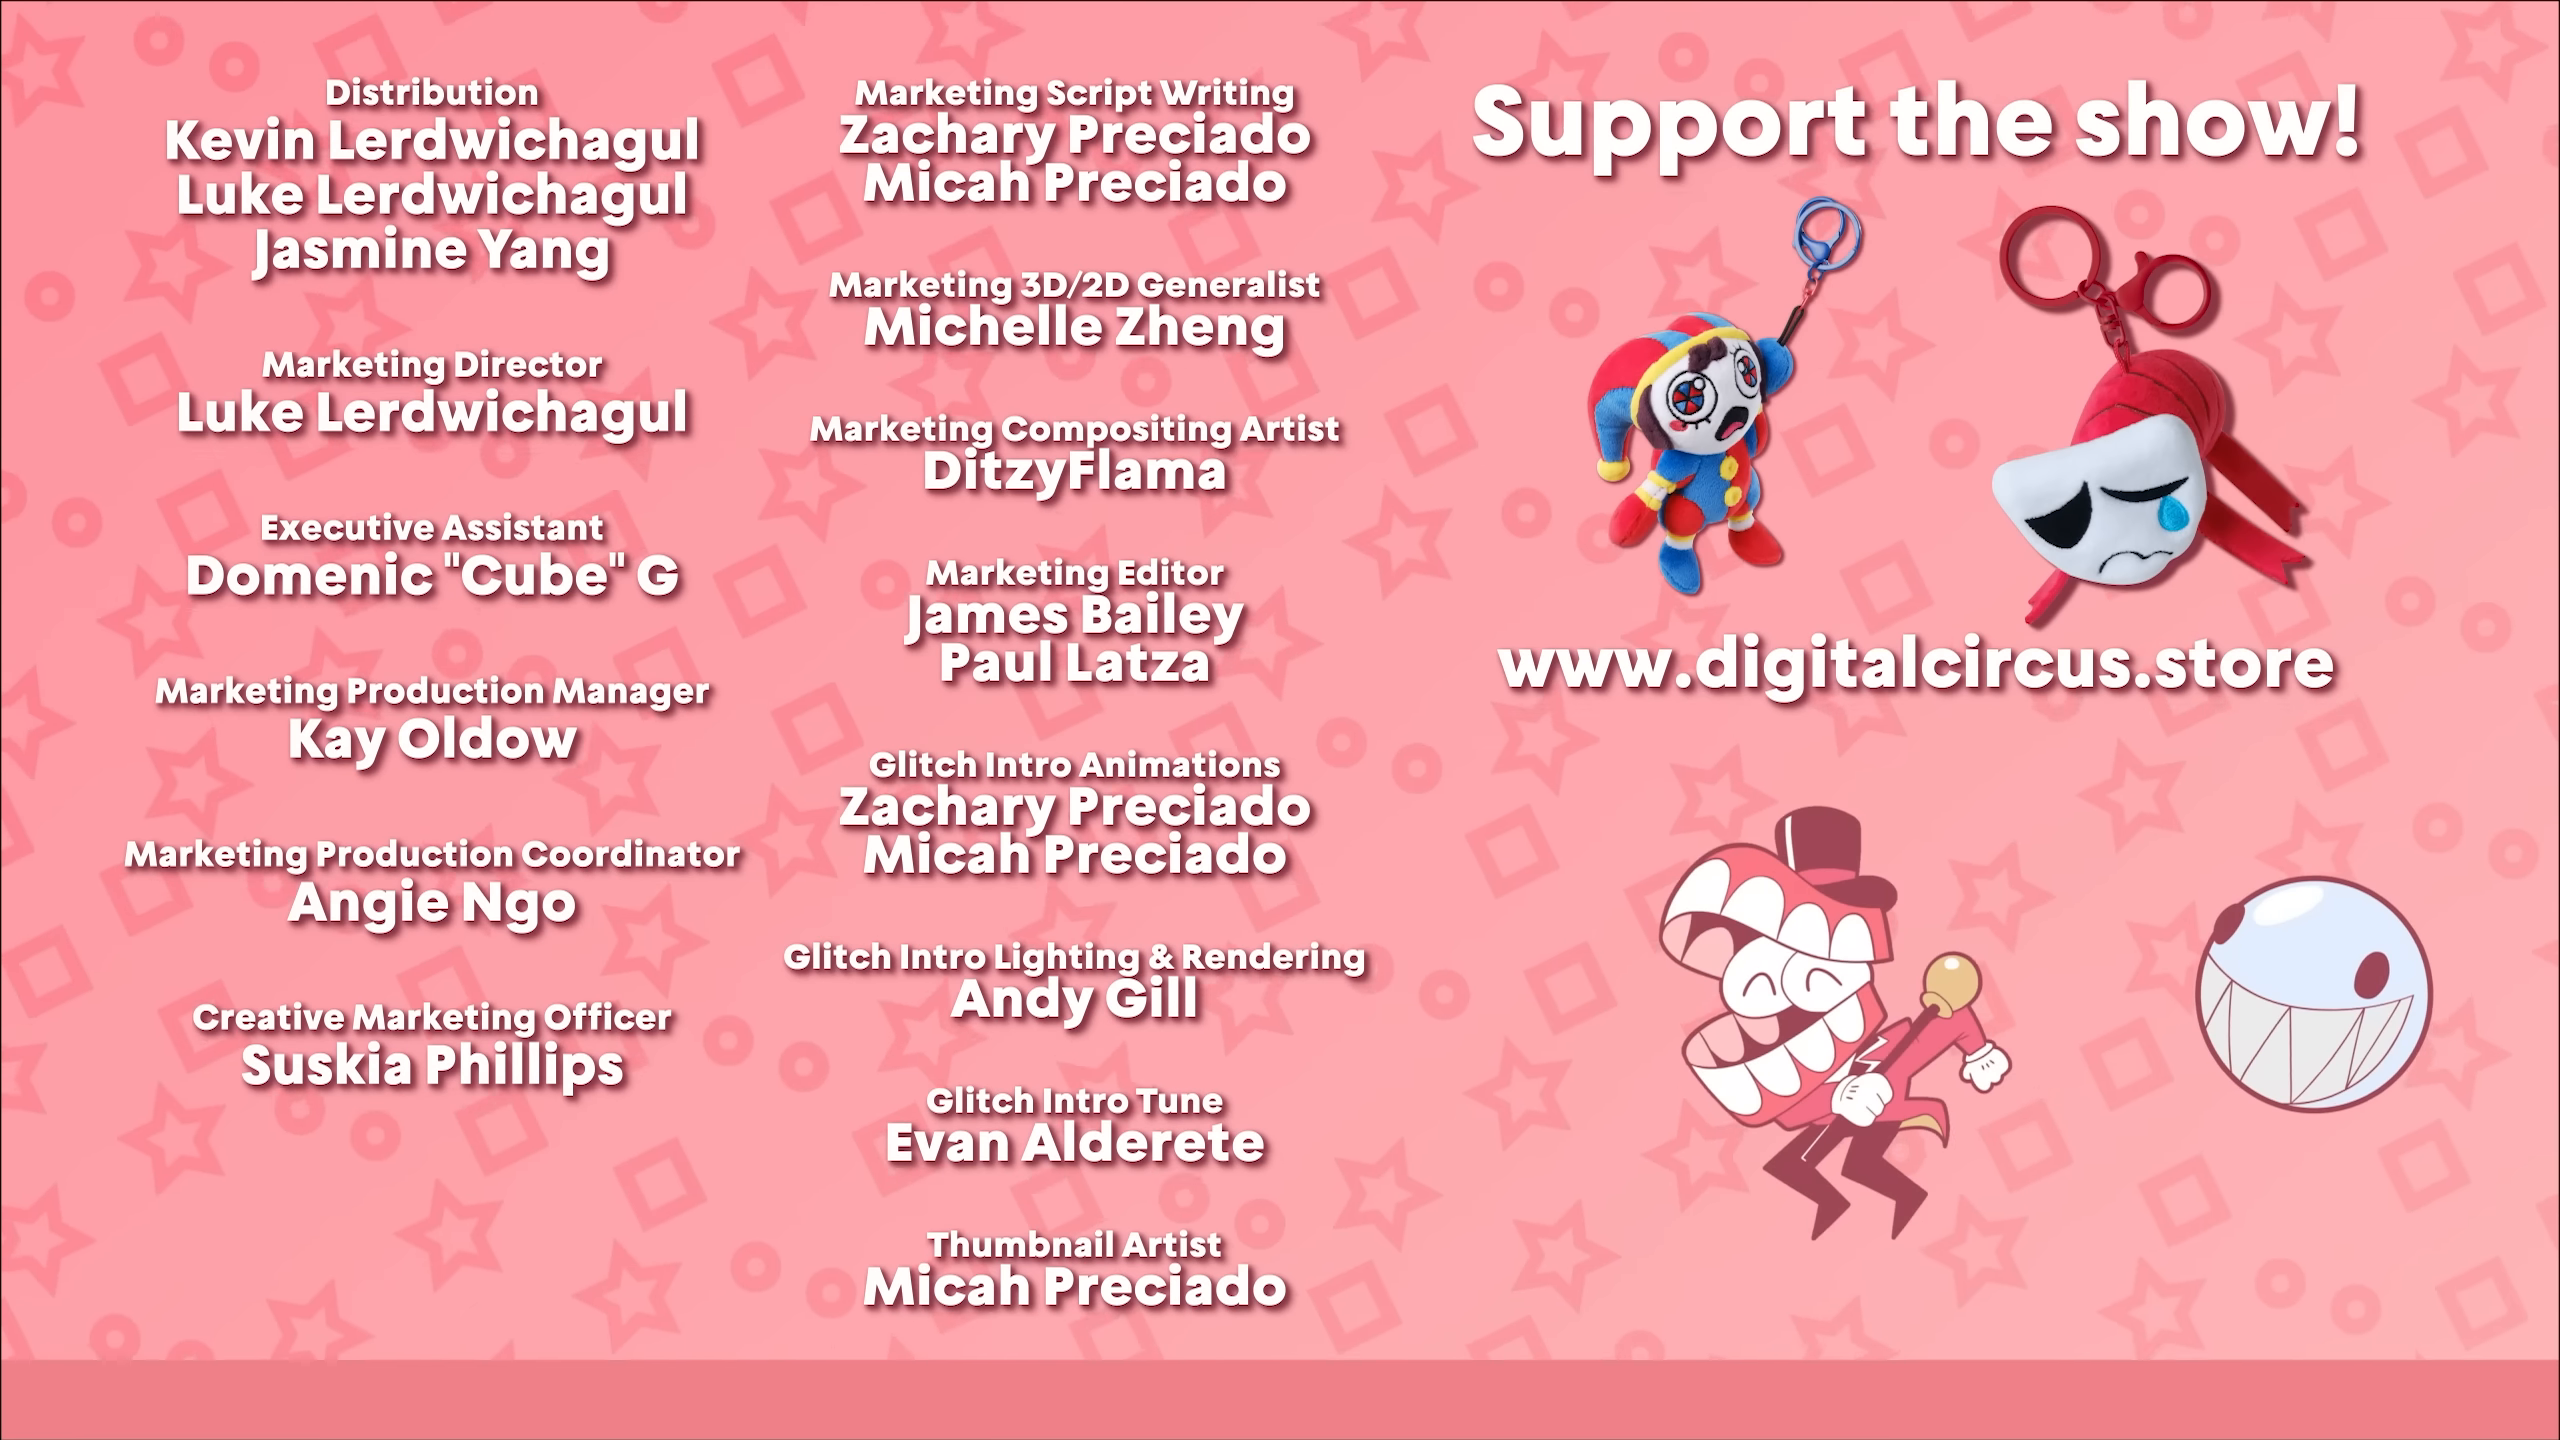 Distribution
Kevin Lerdwichagul
Luke Lerdwichagul
Jasmine Yang
Marketing Director
Luke Lerdwichagul
Executive Assistant
Domenic "Cube" G
Marketing Production Manager
Kay Oldow
Marketing Production Coordinator
Angie Ngo
Creative Marketing Officer
Suskia Phillips
Marketing Script Writing
Zachary Preciado
Micah Preciado
Marketing 3D/2D Generalist
Michelle Zheng
Marketing Compositing Artist
DitzyFlama
Marketing Editor
James Bailey
Paul Latza
Glitch Intro Animations
Zachary Preciado
Micah Preciado
Glitch Intro Lighting & Rendering
Andy Gill
Glitch Intro Tune
Evan Alderete
Thumbnail Artist
Micah Preciado
Support the show!
www.digitalcircus.store